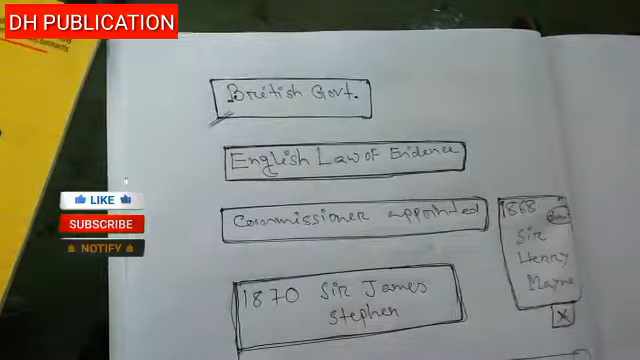 DH PUBLICATION
British Govt.
English Law of Evidence
Commissioner appointed
1868
Sir
Henry
Mayne
X
1870 Sir James
Stephen
LIKE
SUBSCRIBE
NOTIFY